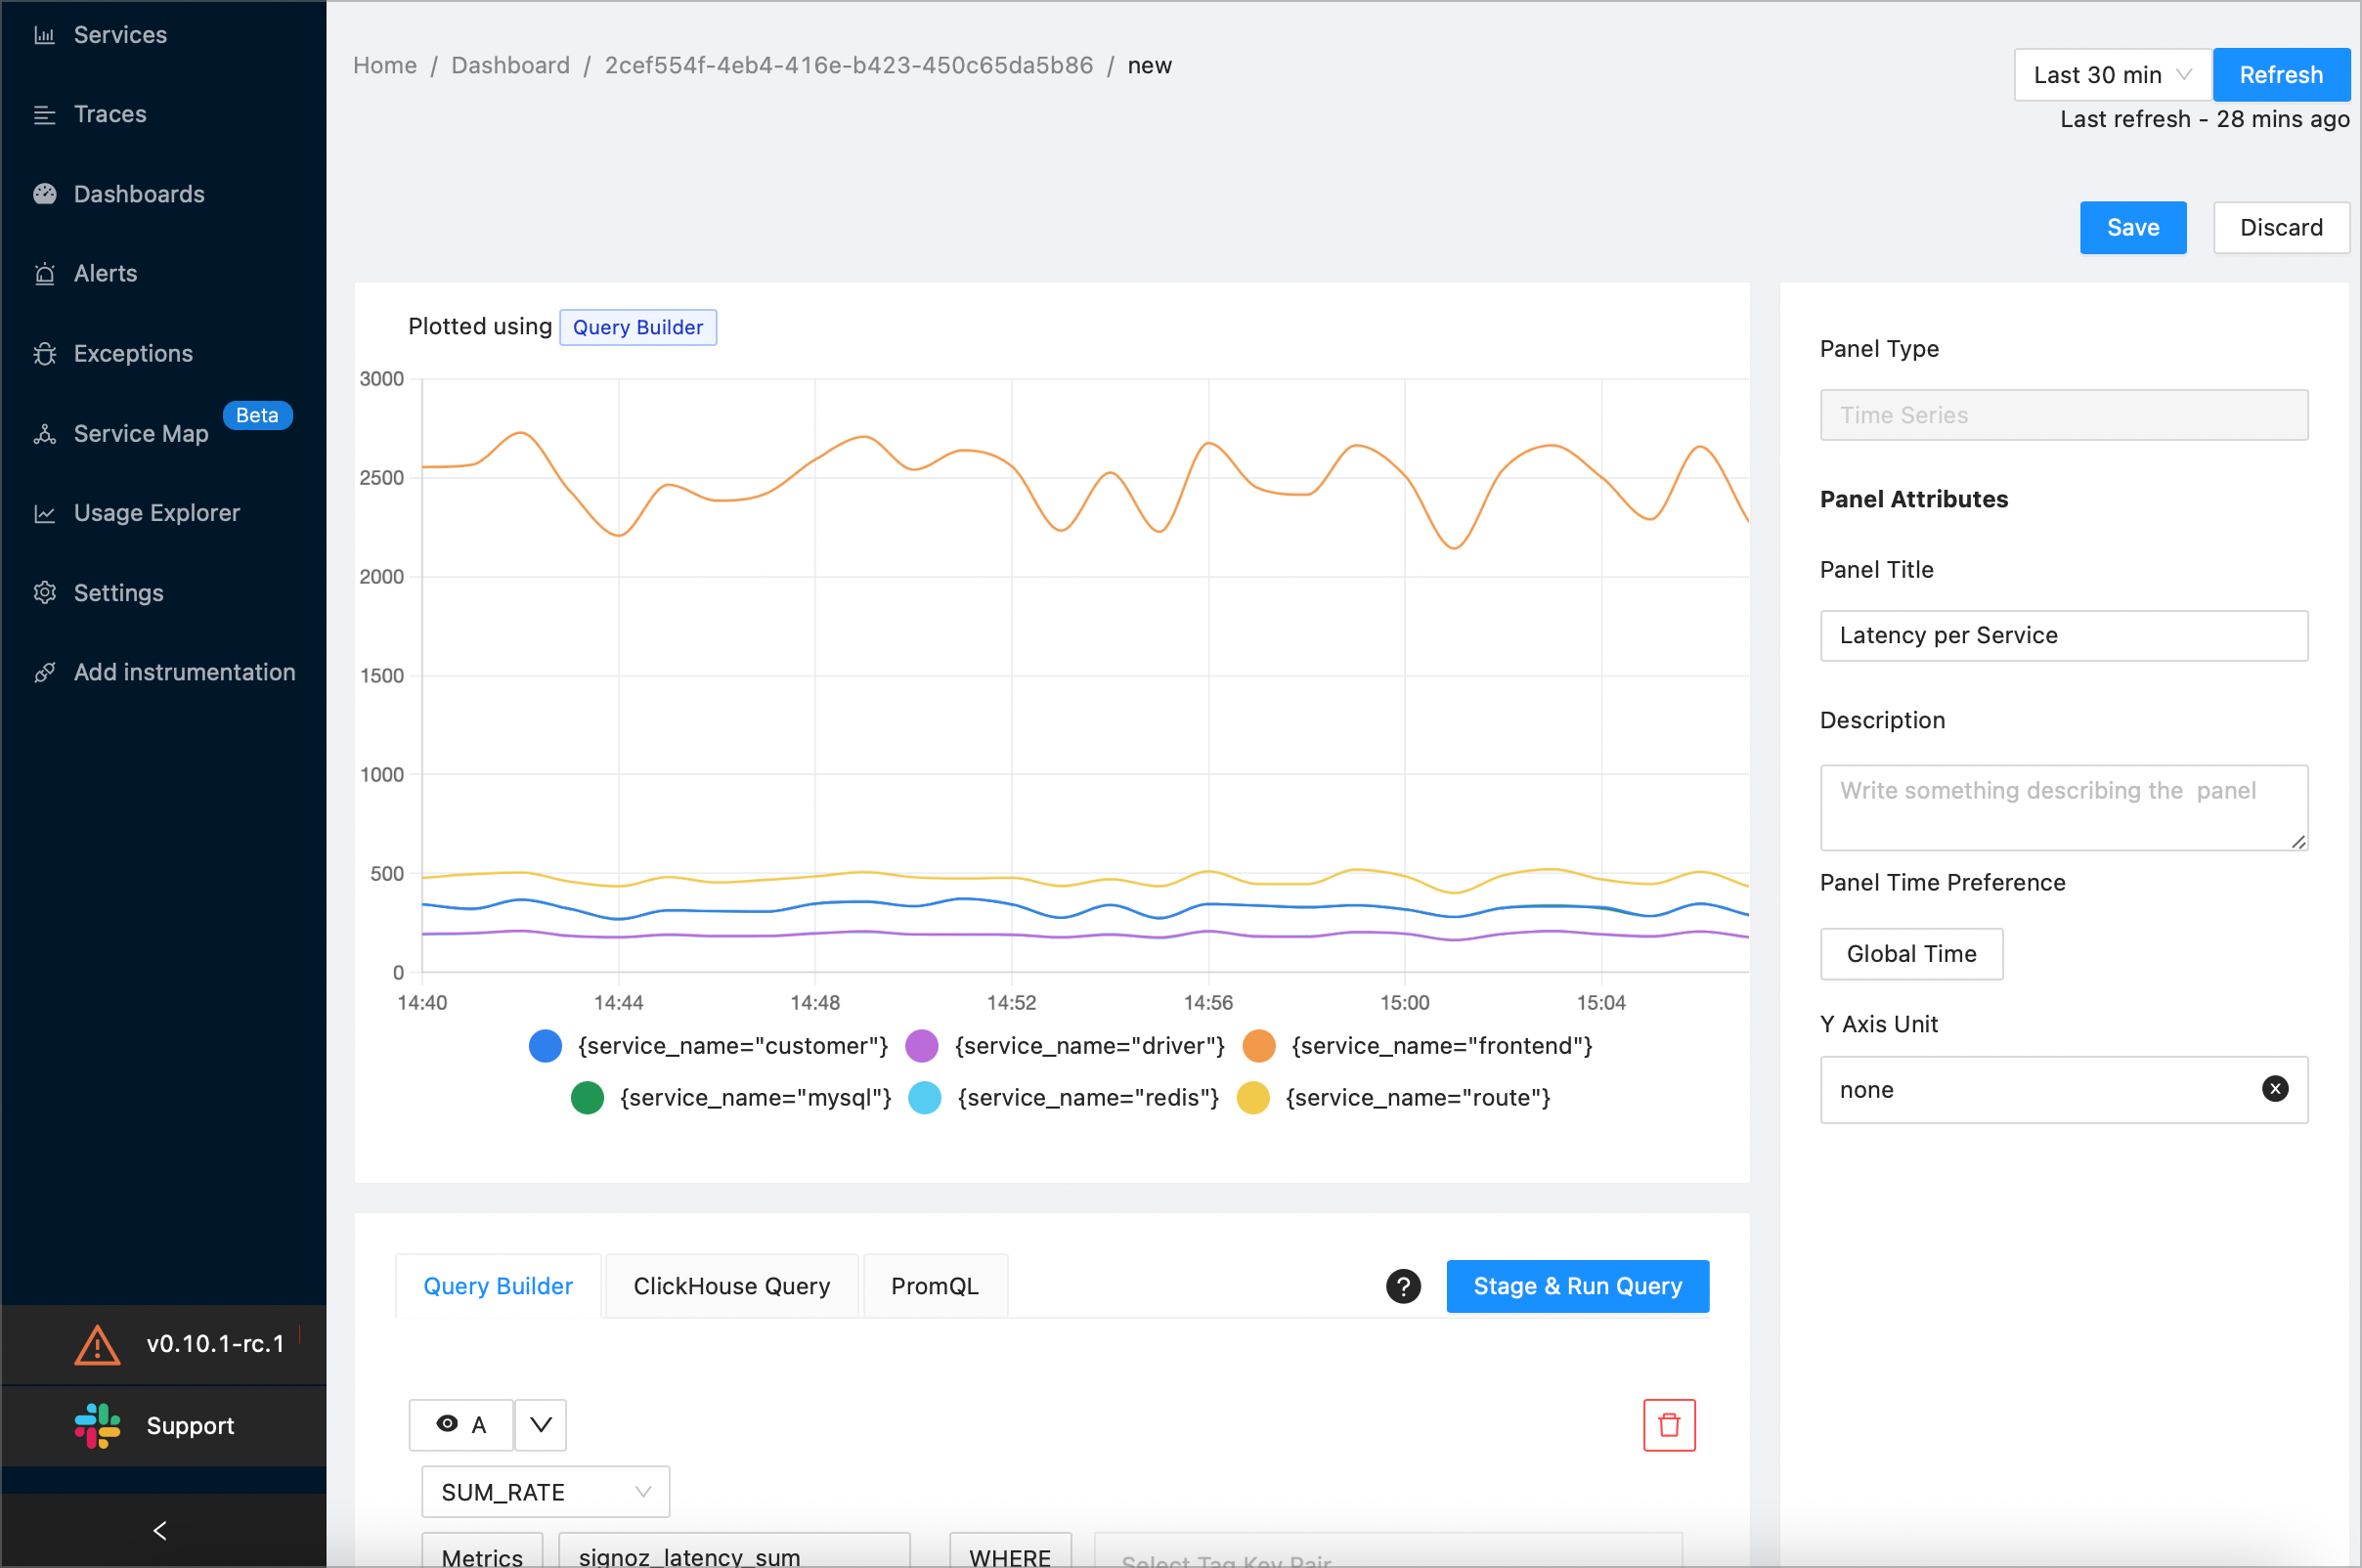 Services
Traces
Dashboards
Alerts
Exceptions
Service Map
Beta
Usage Explorer
Settings
Add instrumentation
v0.10.1-rc.1
Support
Home / Dashboard / 2cef554f-4eb4-416e-b423-450c65da5b86 / new
Last 30 min
Refresh
Last refresh - 28 mins ago
Save
Discard
Plotted using Query Builder
3000
2500
2000
1500
1000
500
0
14:40 14:44 14:48 14:52 14:56 15:00 15:04
{service_name="customer"} {service_name="driver"} {service_name="frontend"}
{service_name="mysql"} {service_name="redis"} {service_name="route"}
Panel Type
Time Series
Panel Attributes
Panel Title
Latency per Service
Description
Write something describing the  panel
Panel Time Preference
Global Time
Y Axis Unit
none
Query Builder
ClickHouse Query
PromQL
?
Stage & Run Query
A
SUM_RATE
Metrics
signoz_latency_sum
WHERE
Select Tag Key Pair